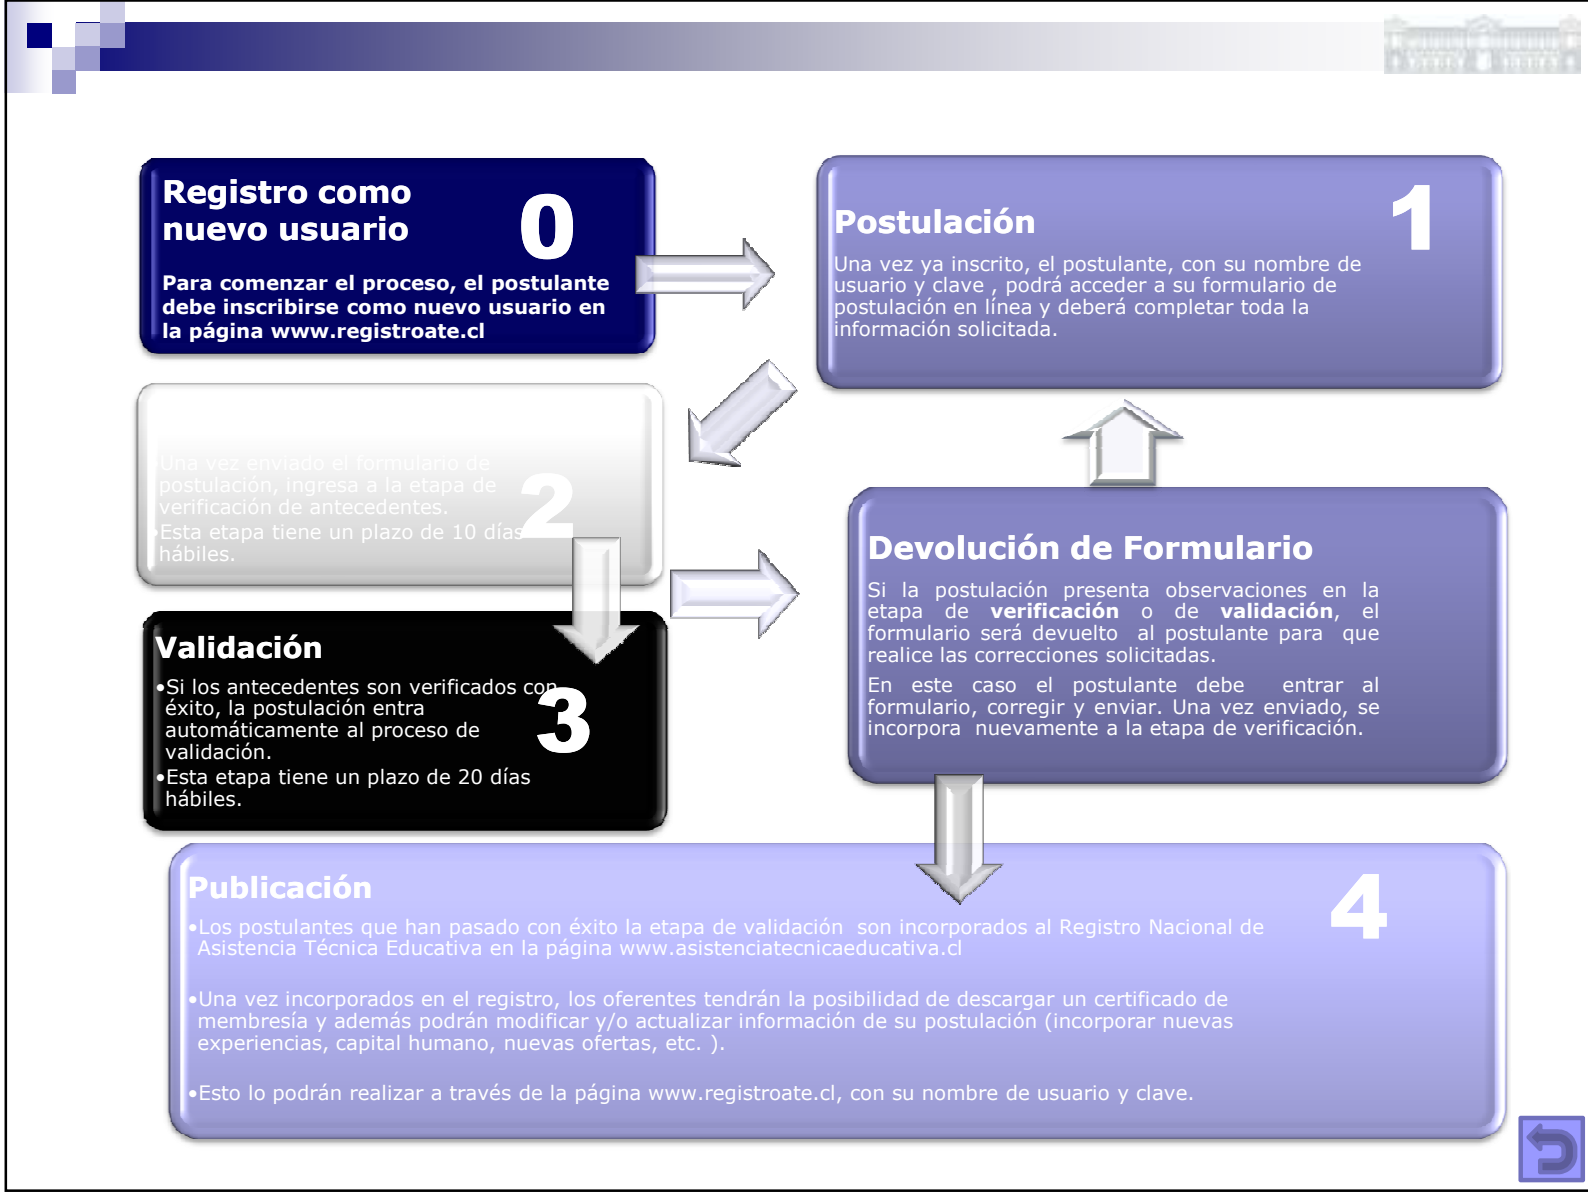 Registro como
nuevo usuario
0
Para comenzar el proceso, el postulante
debe inscribirse como nuevo usuario en
la página www.registroate.cl
Postulación
1
Una vez ya inscrito, el postulante, con su nombre de
usuario y clave , podrá acceder a su formulario de
postulación en línea y deberá completar toda la
información solicitada.
•Una vez enviado el formulario de
postulación, ingresa a la etapa de
verificación de antecedentes.
•Esta etapa tiene un plazo de 10 días
hábiles.
2
Devolución de Formulario
Si la postulación presenta observaciones en la
etapa de verificación o de validación, el
formulario será devuelto al postulante para que
realice las correcciones solicitadas.
En este caso el postulante debe entrar al
formulario, corregir y enviar. Una vez enviado, se
incorpora nuevamente a la etapa de verificación.
Validación
•Si los antecedentes son verificados con
éxito, la postulación entra
automáticamente al proceso de
validación.
•Esta etapa tiene un plazo de 20 días
hábiles.
3
Publicación
4
•Los postulantes que han pasado con éxito la etapa de validación son incorporados al Registro Nacional de
Asistencia Técnica Educativa en la página www.asistenciatecnicaeducativa.cl
•Una vez incorporados en el registro, los oferentes tendrán la posibilidad de descargar un certificado de
membresía y además podrán modificar y/o actualizar información de su postulación (incorporar nuevas
experiencias, capital humano, nuevas ofertas, etc. ).
•Esto lo podrán realizar a través de la página www.registroate.cl, con su nombre de usuario y clave.